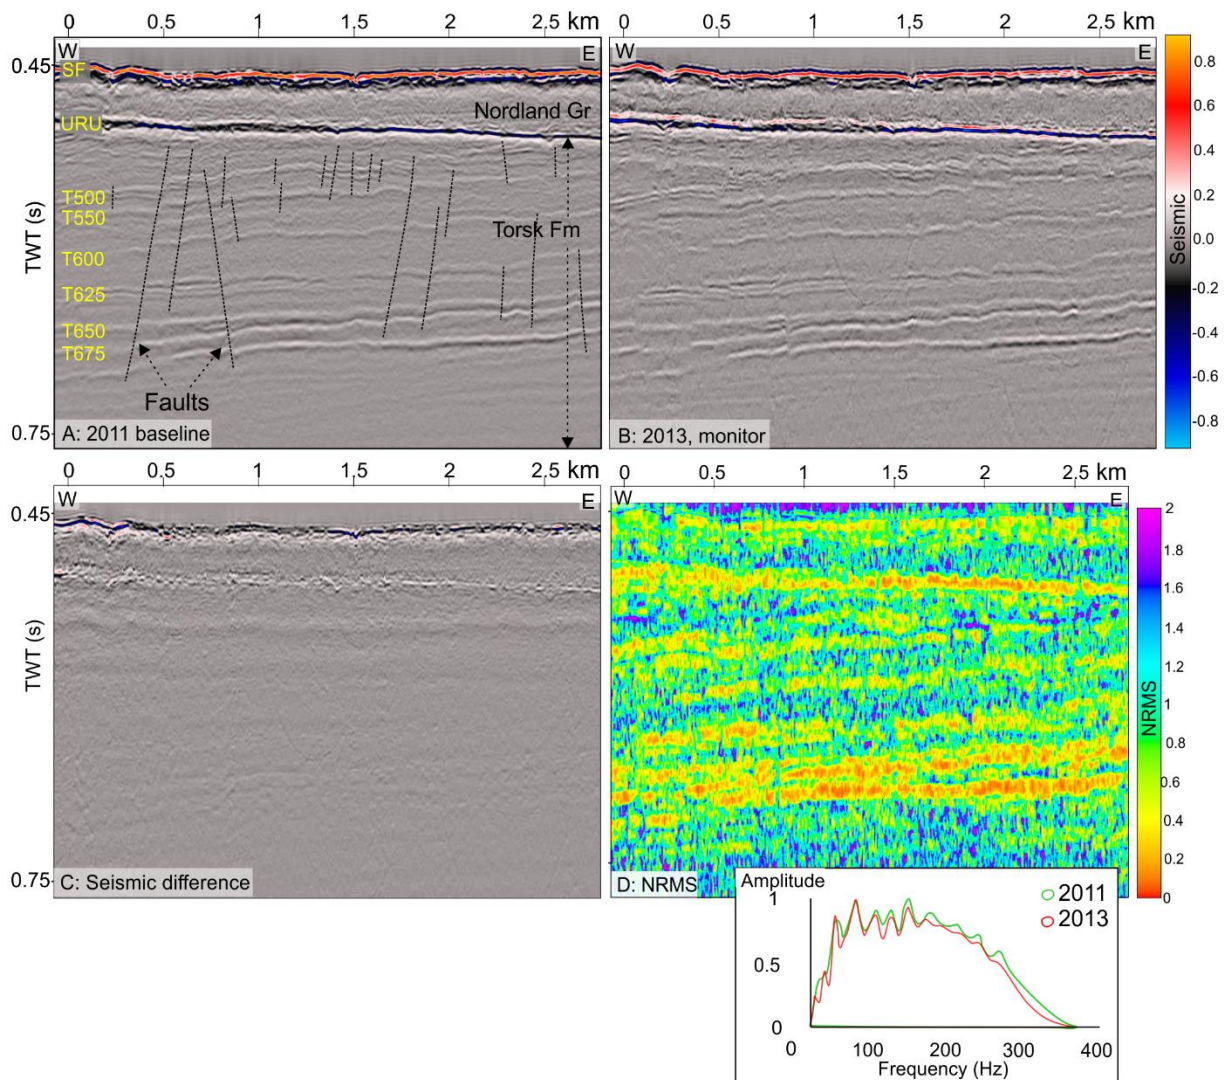 0 0.5 1 1.5 2 2.5 km
W E
0.45
SF
URU
Nordland Gr
T500
T550
Torsk Fm
T600
T625
T650
T675
TWT (s)
Faults
0.75
A: 2011 baseline
0 0.5 1 1.5 2 2.5 km
W E
B: 2013, monitor
0.8
0.6
0.4
0.2
0.0
-0.2
-0.4
-0.6
-0.8
Seismic
0 0.5 1 1.5 2 2.5 km
W E
0.45
TWT (s)
0.75
C: Seismic difference
0 0.5 1 1.5 2 2.5 km
W E
D: NRMS
2
1.8
1.6
1.4
1.2
1
0.8
0.6
0.4
0.2
0
NRMS
Amplitude
1
0.5
0
2011
2013
0 100 200 300 400
Frequency (Hz)